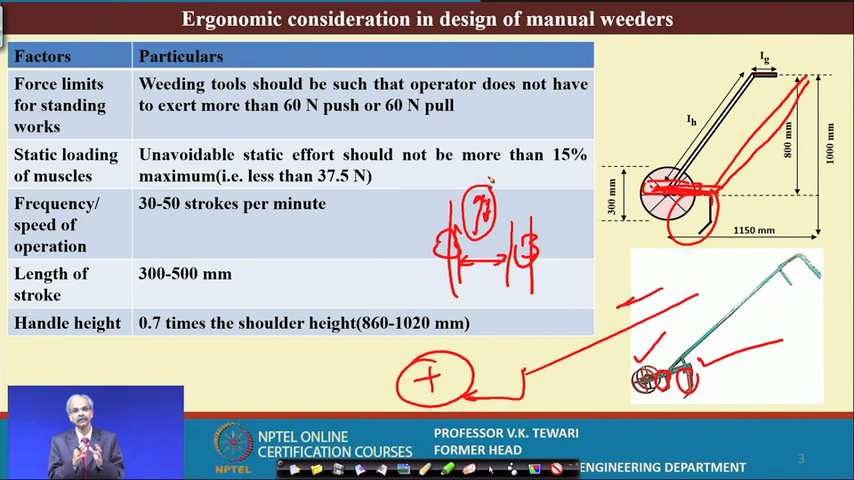 Ergonomic consideration in design of manual weeders
Factors Particulars
Force limits for standing works
Weeding tools should be such that operator does not have
to exert more than 60 N push or 60 N pull
Static loading of muscles
Unavoidable static effort should not be more than 15%
maximum(i.e. less than 37.5 N)
Frequency/ speed of operation
30-50 strokes per minute
Length of stroke
300-500 mm
Handle height 0.7 times the shoulder height(860-1020 mm)
Ig
Ih
800 mm
1000 mm
300 mm
1150 mm
NPTEL ONLINE
CERTIFICATION COURSES
NPTEL
PROFESSOR V.K. TEWARI
FORMER HEAD
ENGINEERING DEPARTMENT
3